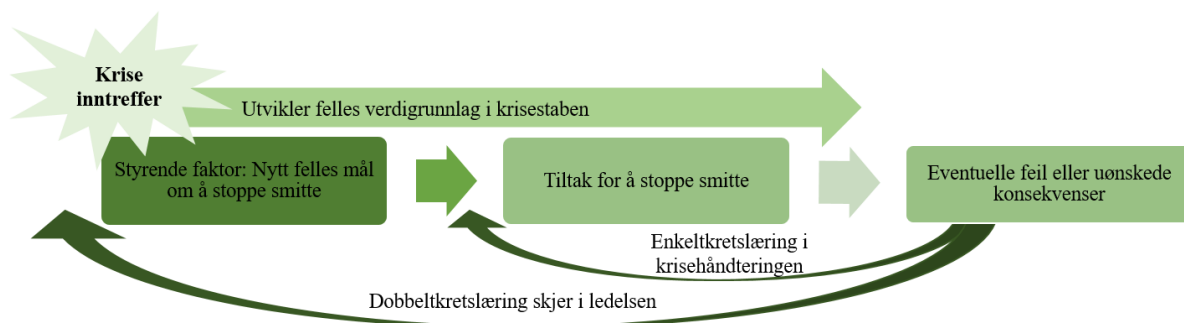 Krise
inntreffer
Utvikler felles verdigrunnlag i krisestaben
Styrende faktor: Nytt felles mål
om å stoppe smitte
Tiltak for å stoppe smitte
Eventuelle feil eller uønskede
konsekvenser
Enkeltkretslæring i
krisehåndteringen
Dobbeltkretslæring skjer i ledelsen